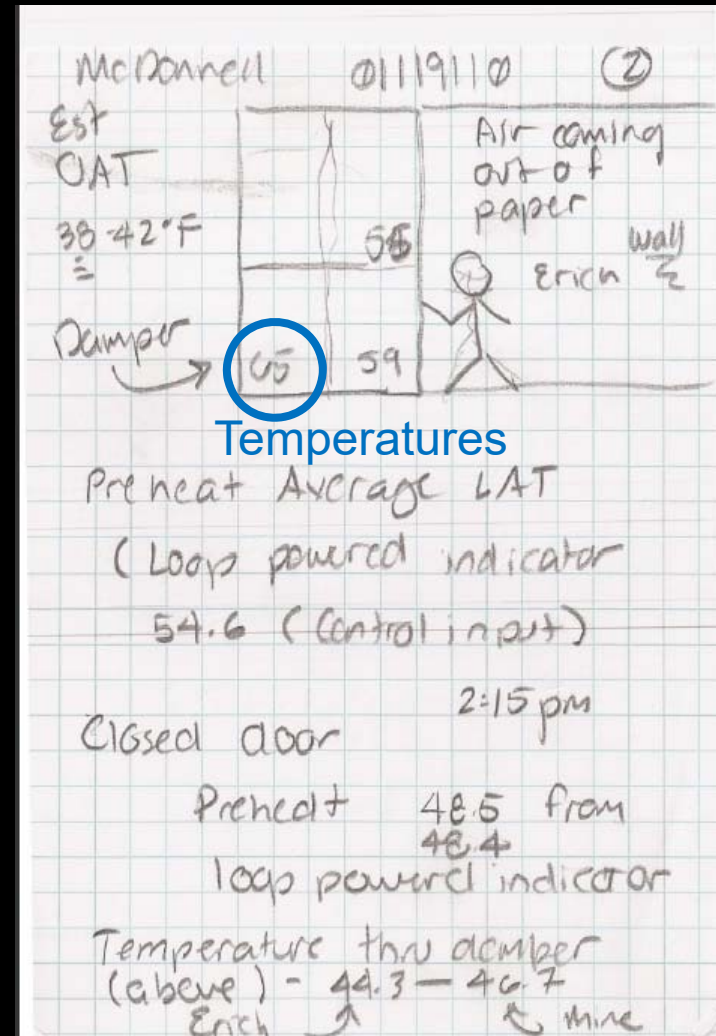 McDonnell 01119110 2
Est
OAT
38-42°F
Air coming
out of
paper
wall
Erich
Damper
65 59
Temperatures
Preheat Average LAT
(Loop powered indicator
54.6 (Control input)
2:15 pm
Closed door
Preheat 48.5 from
48.4
loop powered indicator
Temperature thru damper
(above) - 44.3 - 46.7
Erich Mine